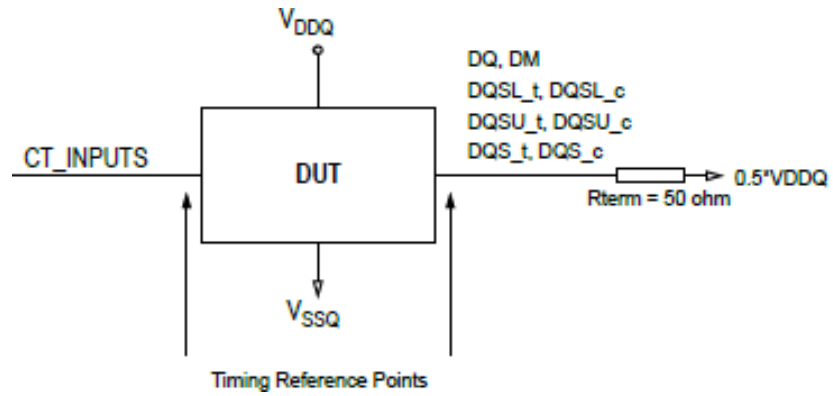 VDDQ
DQ, DM
DQSL_t, DQSL_c
DQSU_t, DQSU_c
DQS_t, DQS_c
CT_INPUTS
DUT
0.5*VDDQ
Rterm = 50 ohm
VSSQ
Timing Reference Points